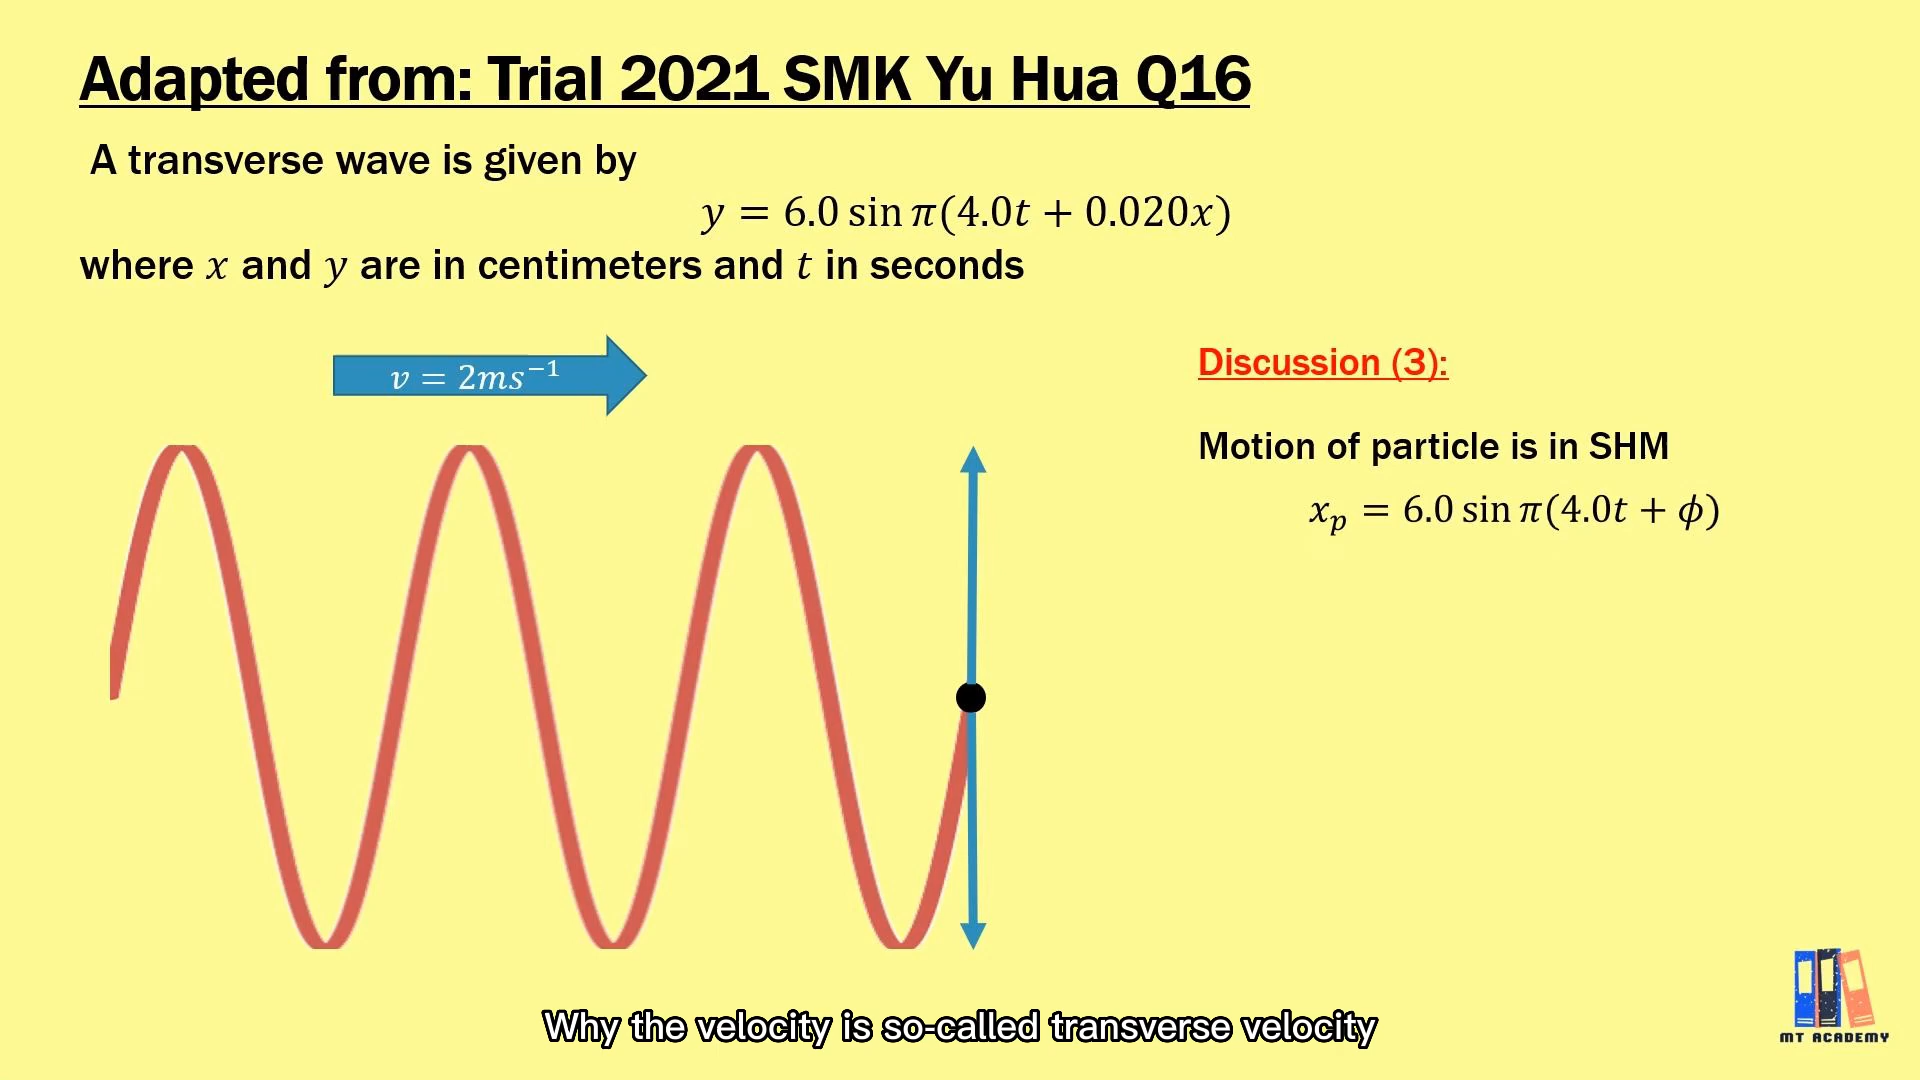 Adapted from: Trial 2021 SMK Yu Hua Q16
A transverse wave is given by
y = 6.0 sin π(4.0t + 0.020x)
where x and y are in centimeters and t in seconds
v = 2ms⁻¹
Discussion (3):
Motion of particle is in SHM
xₚ = 6.0 sin π(4.0t + ϕ)
Why the velocity is so-called transverse velocity
MT ACADEMY